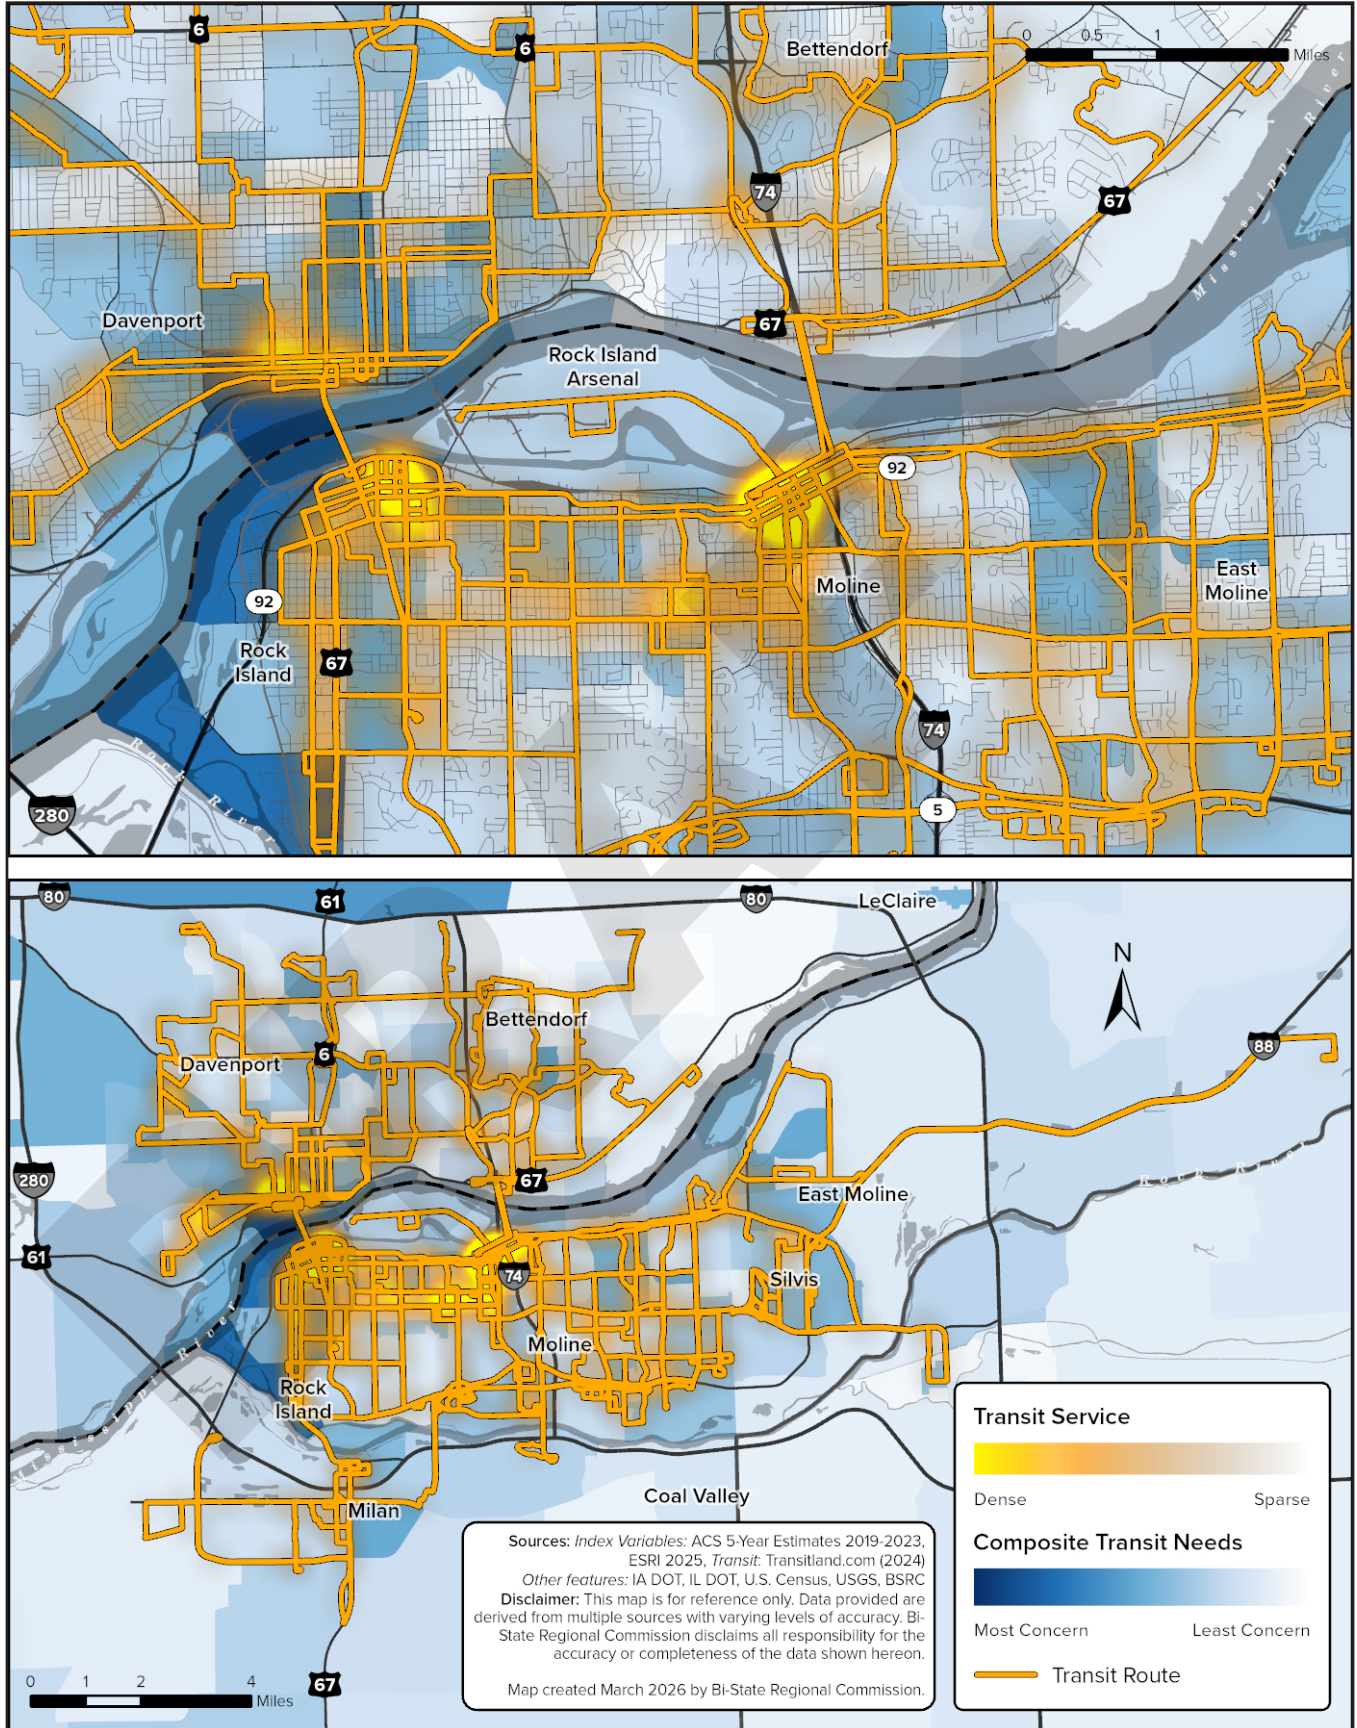 6
6
Bettendorf
0 0.5 1 2
Miles
74
67
Mississippi River
Davenport
67
Rock Island
Arsenal
92
92
Moline
East
Moline
Rock
Island
67
Rock River
74
280
5
80
61
80
LeClaire
N
Bettendorf
6
Davenport
88
280
67
Rock River
East Moline
61
74
Silvis
Mississippi River
Moline
Rock
Island
Milan
Coal Valley
Transit Service
Dense Sparse
Composite Transit Needs
Most Concern Least Concern
Transit Route
Sources: Index Variables: ACS 5-Year Estimates 2019-2023,
ESRI 2025, Transit: Transitland.com (2024)
Other features: IA DOT, IL DOT, U.S. Census, USGS, BSRC
Disclaimer: This map is for reference only. Data provided are
derived from multiple sources with varying levels of accuracy. Bi-
State Regional Commission disclaims all responsibility for the
accuracy or completeness of the data shown hereon.
Map created March 2026 by Bi-State Regional Commission.
0 1 2 4
Miles
67
DRAFT